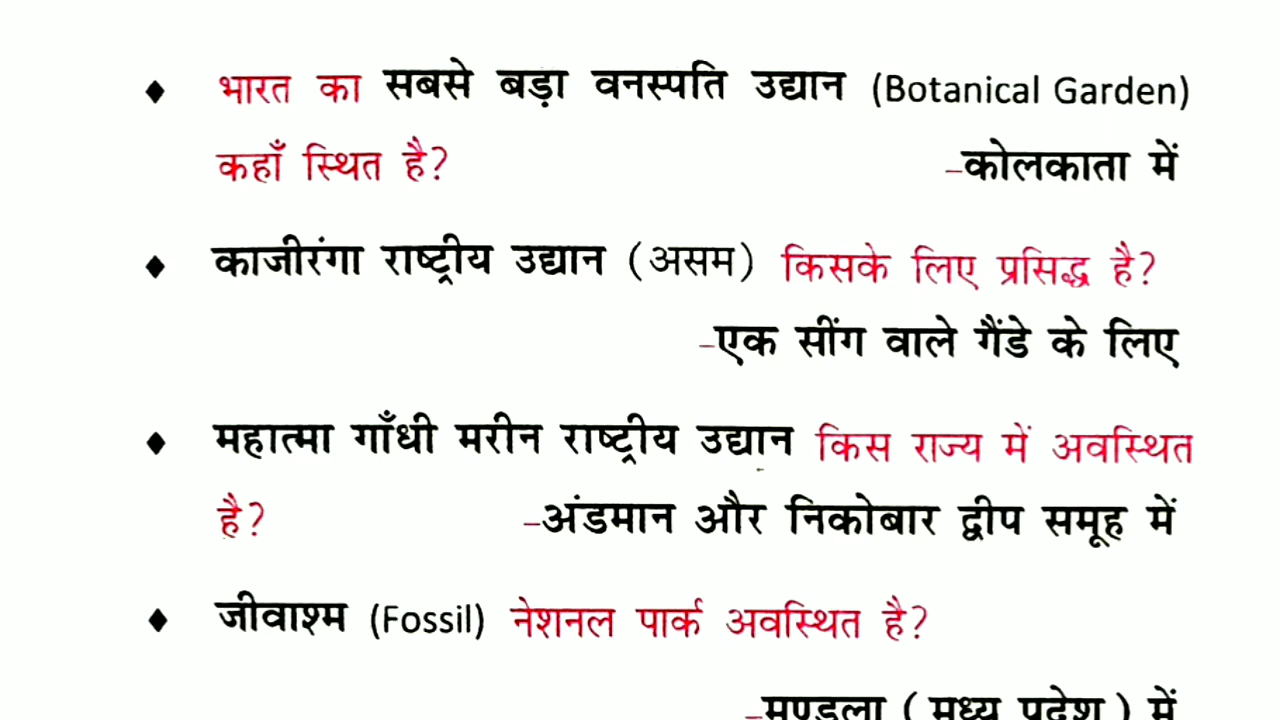 ♦ भारत का सबसे बड़ा वनस्पति उद्यान (Botanical Garden)
कहाँ स्थित है? –कोलकाता में
♦ काजीरंगा राष्ट्रीय उद्यान (असम) किसके लिए प्रसिद्ध है?
–एक सींग वाले गैंडे के लिए
♦ महात्मा गाँधी मरीन राष्ट्रीय उद्यान किस राज्य में अवस्थित
है? –अंडमान और निकोबार द्वीप समूह में
♦ जीवाश्म (Fossil) नेशनल पार्क अवस्थित है?
–मण्डला (मध्य प्रदेश) में